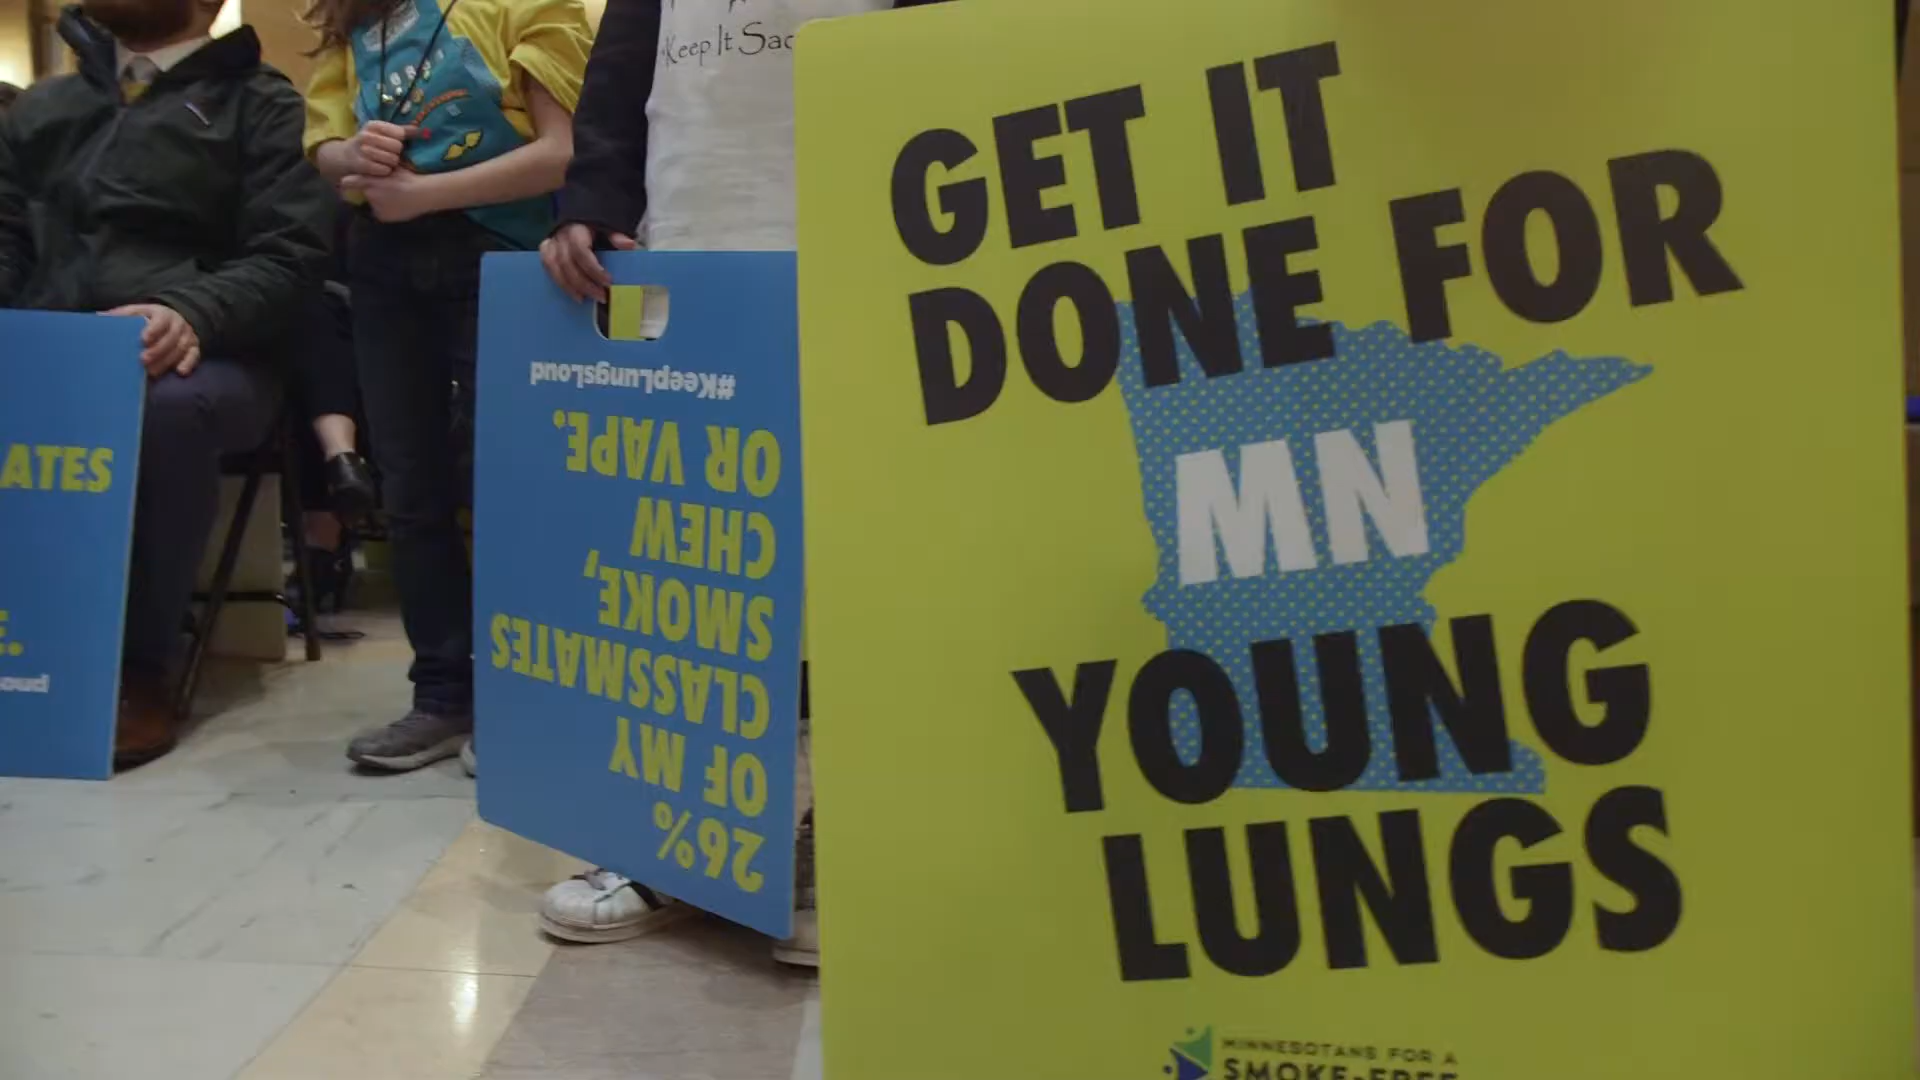 Keep It
ATES
E.
#KeepLungsLoud
26%
OF MY
CLASSMATES
SMOKE,
CHEW
OR VAPE.
GET IT
DONE FOR
MN
YOUNG
LUNGS
MINNESOTANS FOR A
SMOKE-FREE